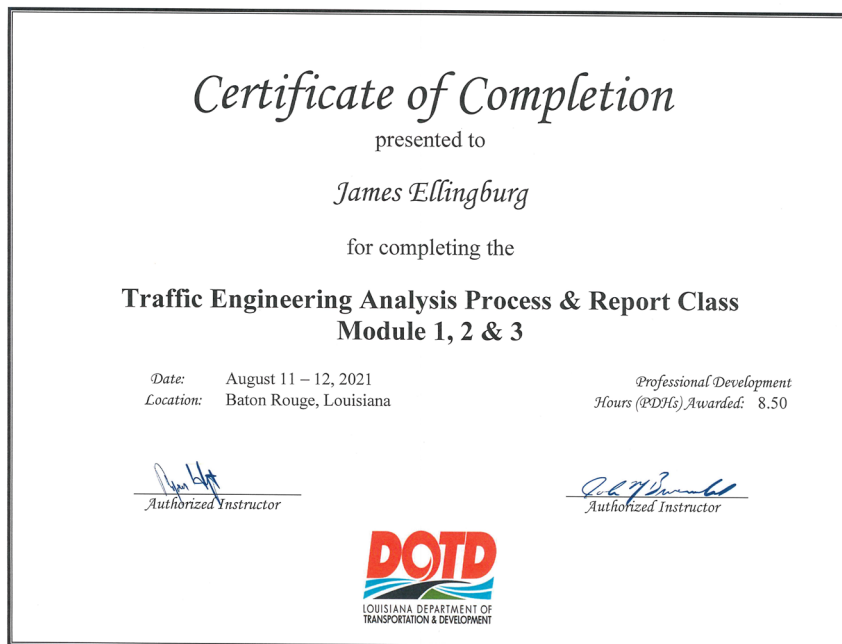 Certificate of Completion
presented to
James Ellingburg
for completing the
Traffic Engineering Analysis Process & Report Class
Module 1, 2 & 3
Date: August 11 – 12, 2021
Location: Baton Rouge, Louisiana
Professional Development
Hours (PDHs) Awarded: 8.50
Authorized Instructor
Authorized Instructor
DOTD
LOUISIANA DEPARTMENT OF
TRANSPORTATION & DEVELOPMENT